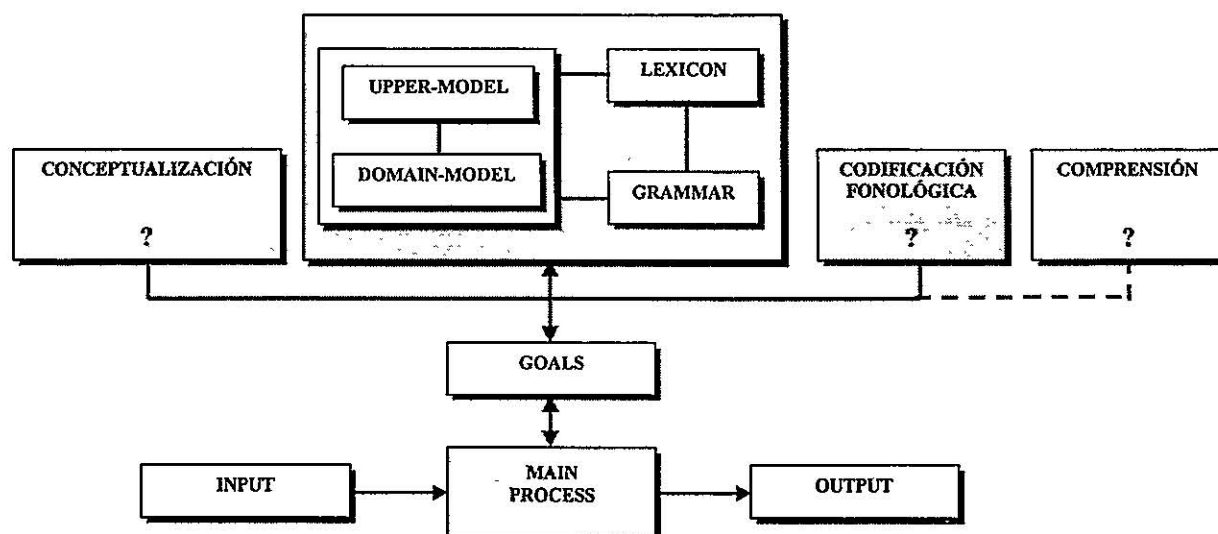 UPPER-MODEL
LEXICON
CONCEPTUALIZACIÓN
?
DOMAIN-MODEL
GRAMMAR
CODIFICACIÓN
FONOLÓGICA
?
COMPRENSIÓN
?
GOALS
INPUT
MAIN
PROCESS
OUTPUT